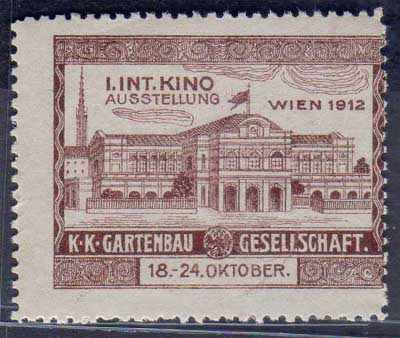 I. INT. KINO
AUSSTELLUNG
WIEN 1912
K·K·GARTENBAU GESELLSCHAFT.
18.-24.OKTOBER.